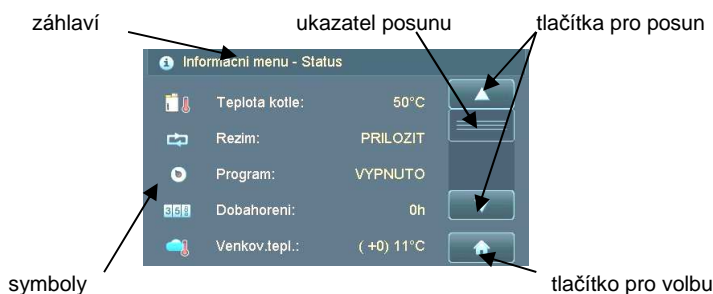 záhlaví
ukazatel posunu
tlačítka pro posun
Informacni menu - Status
Teplota kotle: 50°C
Rezim: PRILOZIT
Program: VYPNUTO
Dobahoreni: 0h
Venkov.tepl.: ( +0) 11°C
symboly
tlačítko pro volbu